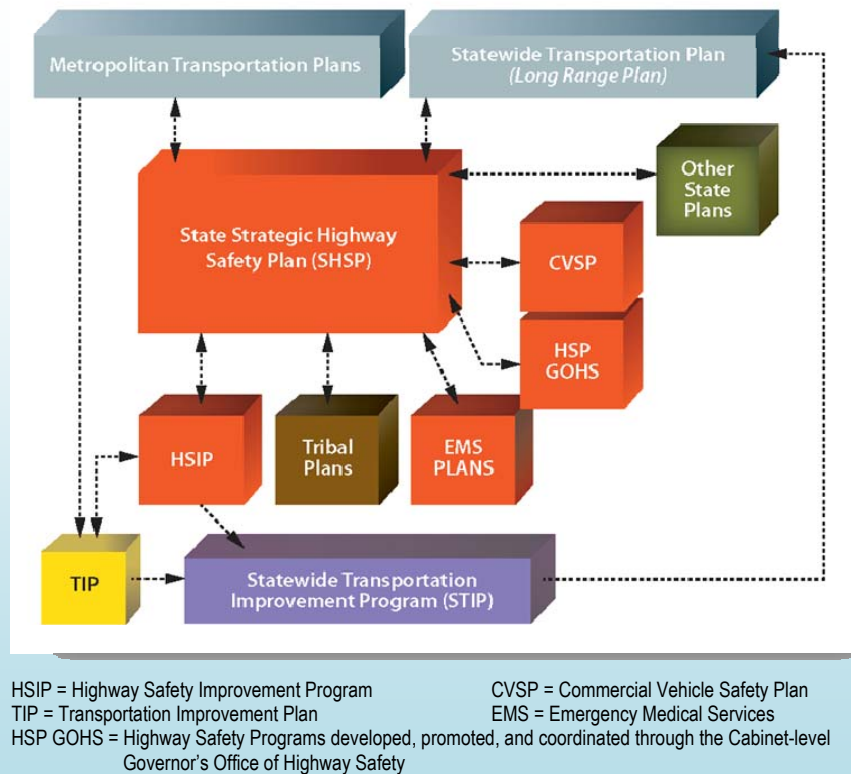 Metropolitan Transportation Plans
Statewide Transportation Plan
(Long Range Plan)
Other
State
Plans
State Strategic Highway
Safety Plan (SHSP)
CVSP
HSP
GOHS
HSIP
Tribal
Plans
EMS
PLANS
TIP
Statewide Transportation
Improvement Program (STIP)
HSIP = Highway Safety Improvement Program
CVSP = Commercial Vehicle Safety Plan
TIP = Transportation Improvement Plan
EMS = Emergency Medical Services
HSP GOHS = Highway Safety Programs developed, promoted, and coordinated through the Cabinet-level
Governor's Office of Highway Safety